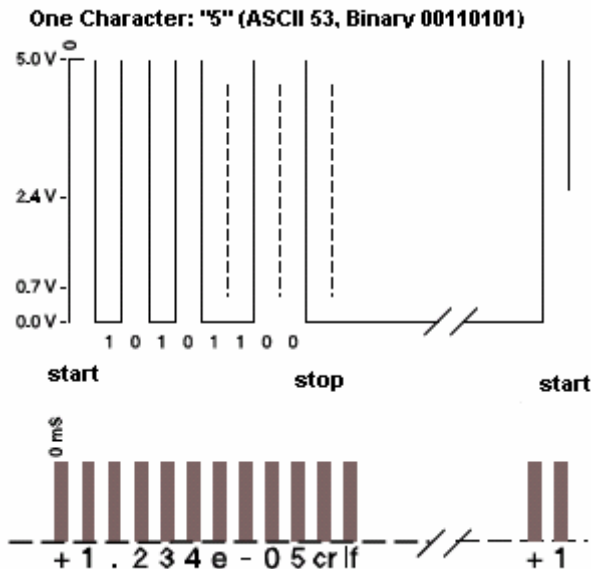 One Character: "5" (ASCII 53, Binary 00110101)
0
5.0 V
2.4 V
0.7 V
0.0 V
1 0 1 0 1 1 0 0
start stop start
0 mS
+ 1 . 2 3 4 e - 0 5 cr lf + 1